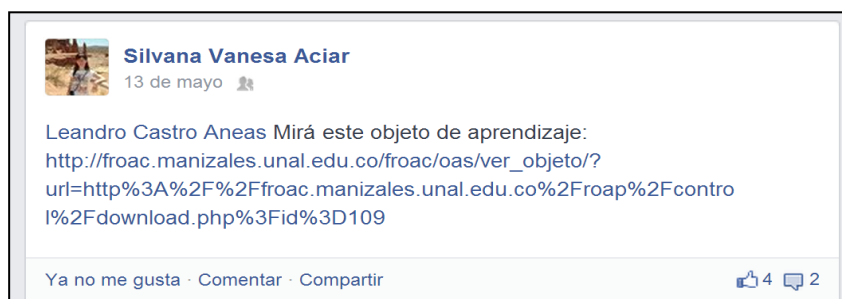 Silvana Vanesa Aciar
13 de mayo
Leandro Castro Aneas Mirá este objeto de aprendizaje:
http://froac.manizales.unal.edu.co/froac/oas/ver_objeto/?
url=http%3A%2F%2Ffroac.manizales.unal.edu.co%2Froap%2Fcontro
l%2Fdownload.php%3Fid%3D109
Ya no me gusta · Comentar · Compartir 4 2